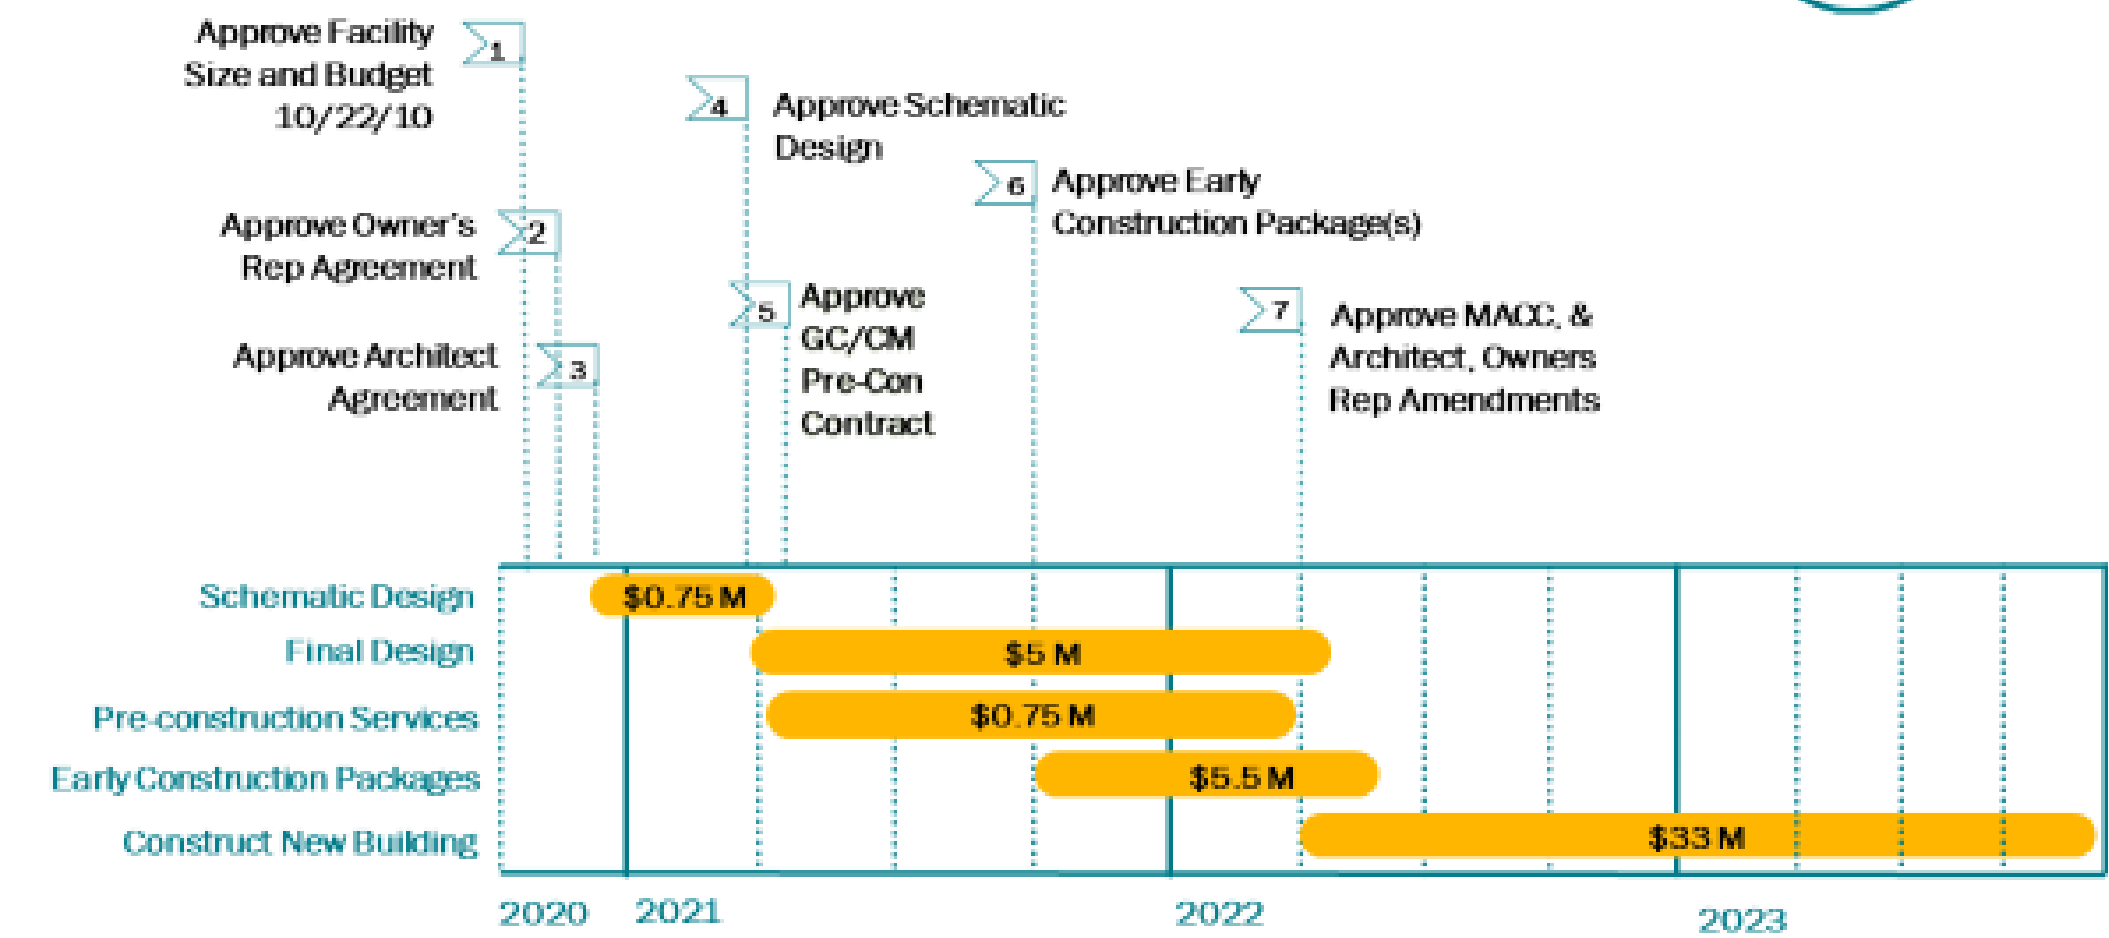 Approve Facility
Size and Budget
10/22/10
1
4
Approve Schematic
Design
6
Approve Early
Construction Package(s)
Approve Owner's
Rep Agreement
2
5
Approve
GC/CM
Pre-Con
Contract
7
Approve MACC, &
Architect, Owners
Rep Amendments
Approve Architect
Agreement
3
Schematic Design
$0.75 M
Final Design
$5 M
Pre-construction Services
$0.75 M
Early Construction Packages
$5.5 M
Construct New Building
$33 M
2020 2021 2022 2023